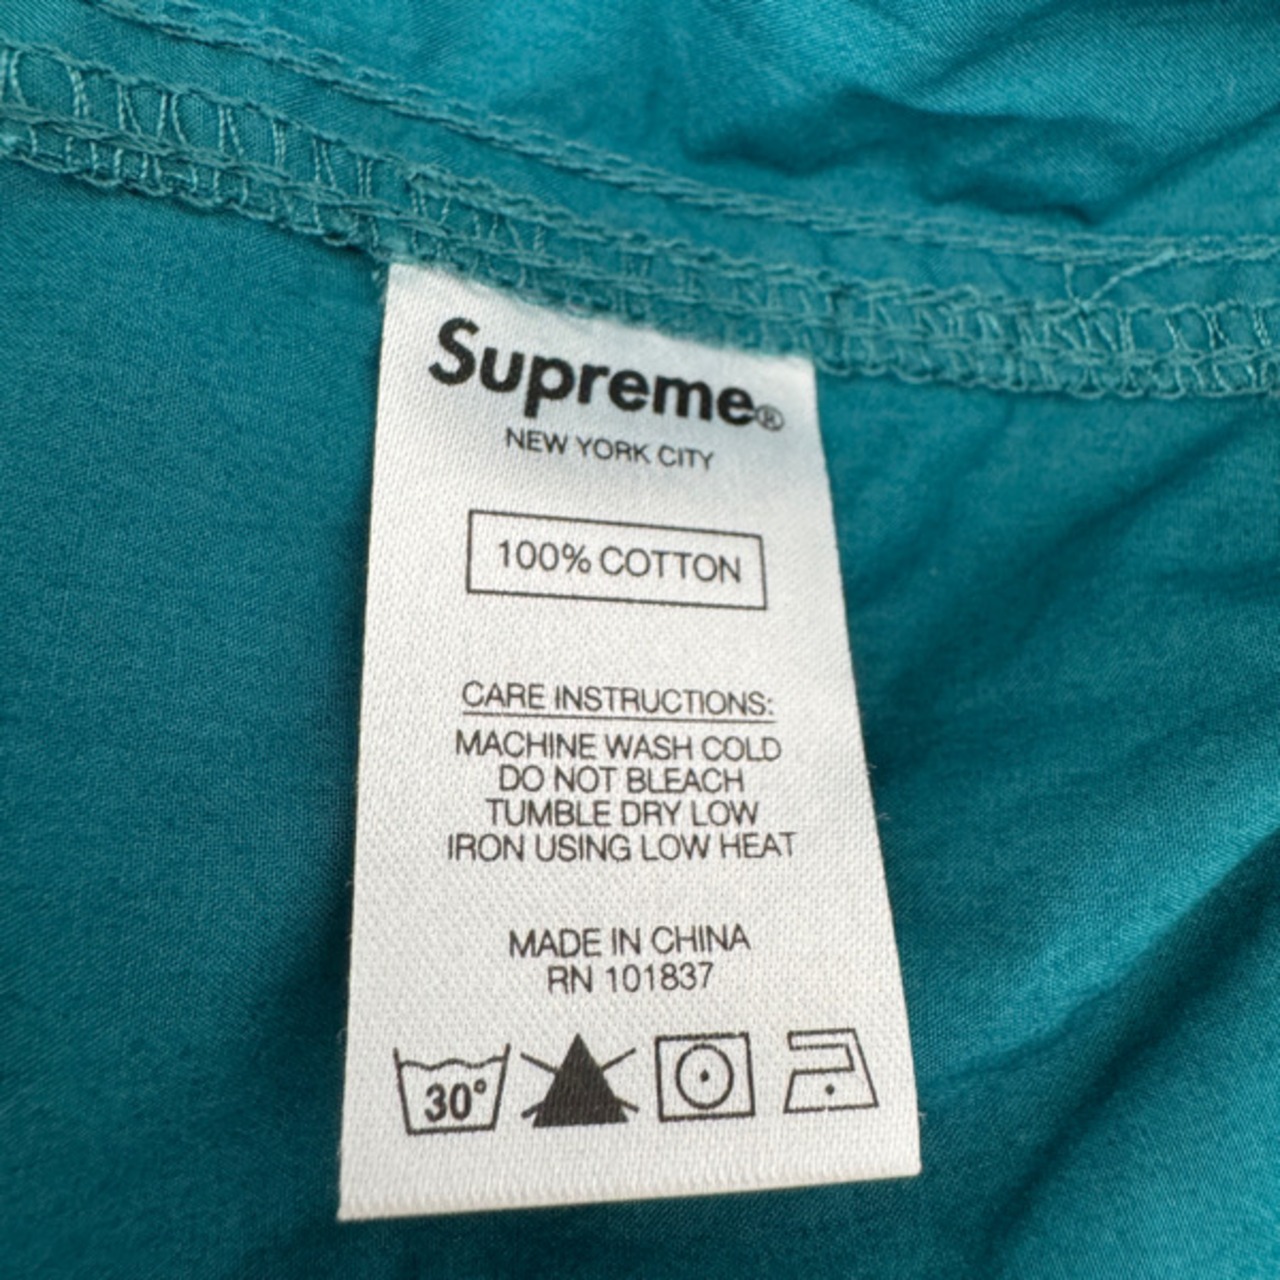 Supreme®
NEW YORK CITY
100% COTTON
CARE INSTRUCTIONS:
MACHINE WASH COLD
DO NOT BLEACH
TUMBLE DRY LOW
IRON USING LOW HEAT
MADE IN CHINA
RN 101837
30°